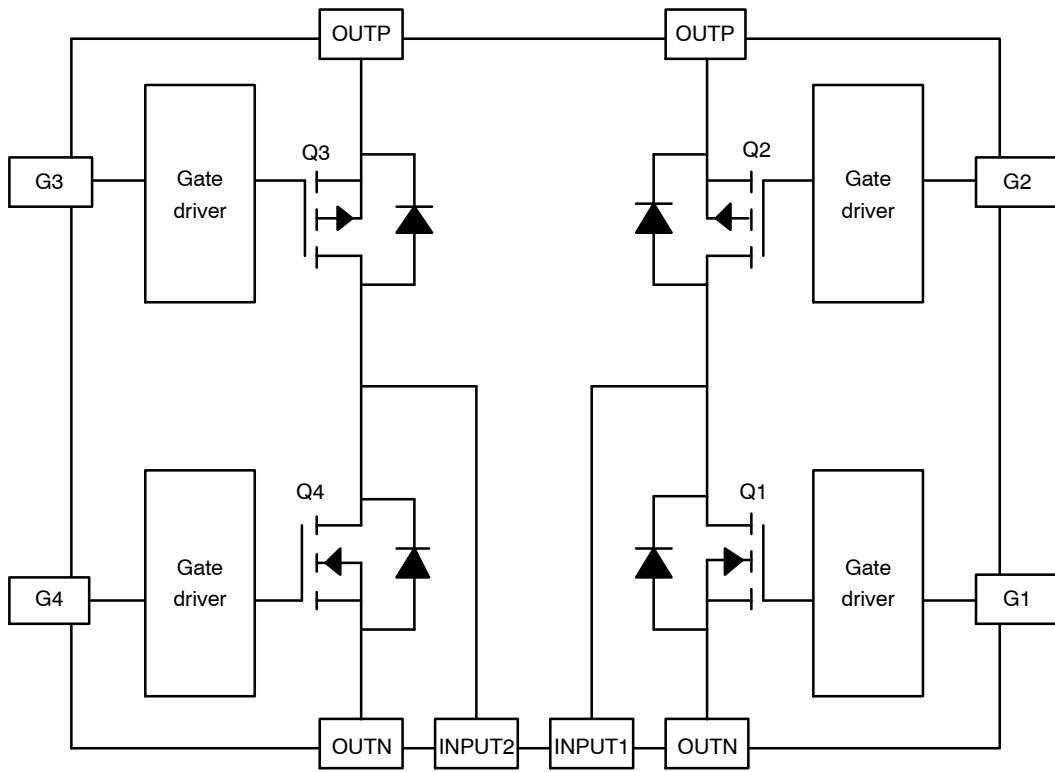 OUTP
OUTP
Q3
Q2
G3
Gate
driver
Gate
driver
G2
Q4
Q1
G4
Gate
driver
Gate
driver
G1
OUTN
INPUT2
INPUT1
OUTN